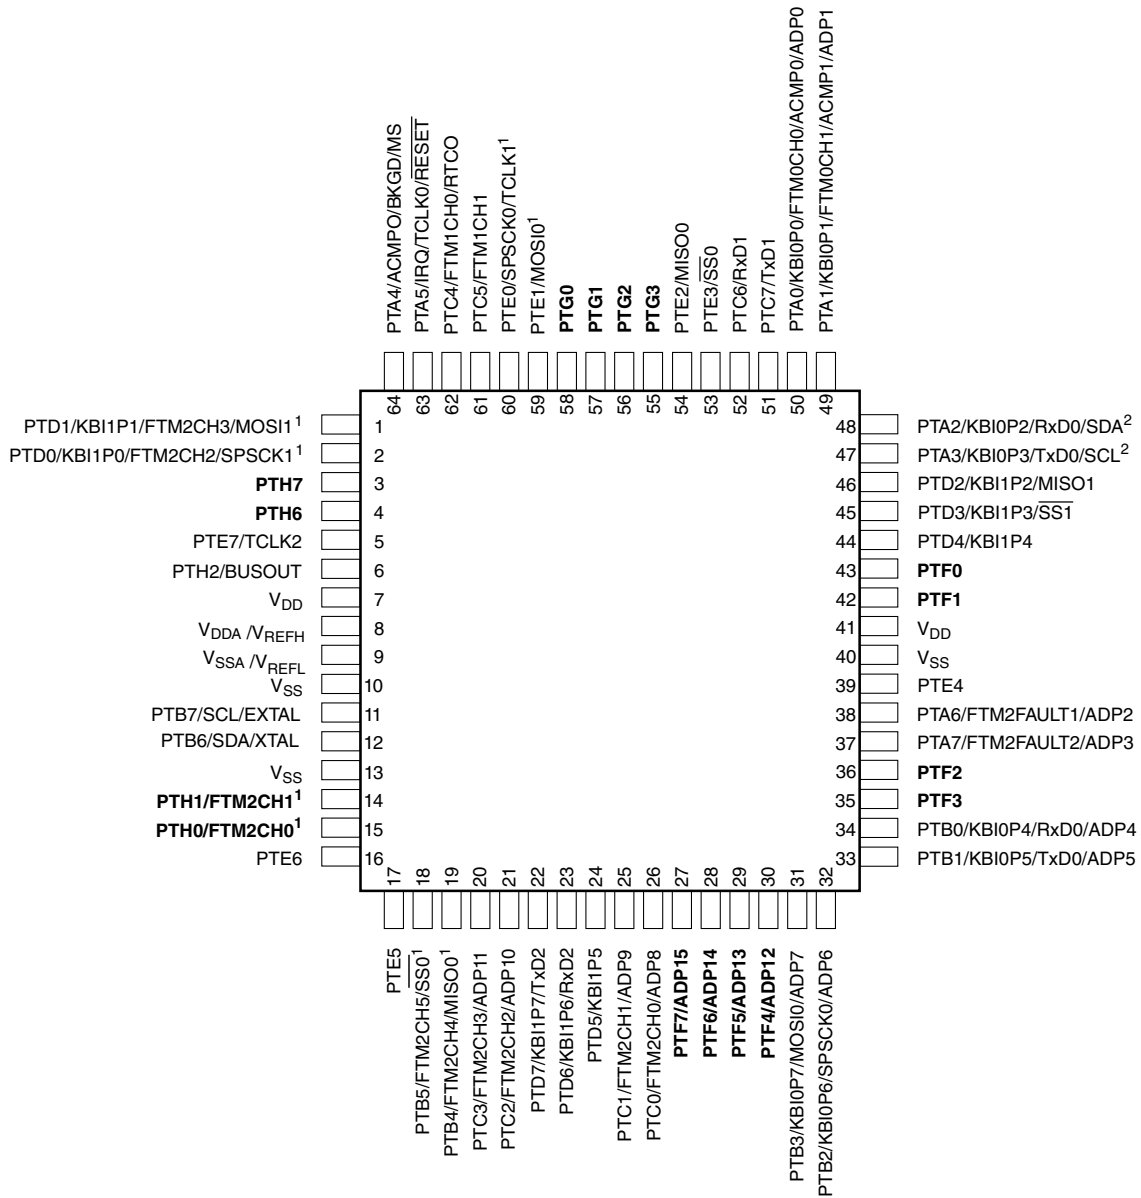 PTA4/ACMPO/BKGD/MS
PTA5/IRQ/TCLK0/RESET
PTC4/FTM1CH0/RTCO
PTC5/FTM1CH1
PTE0/SPSCK0/TCLK1¹
PTE1/MOSI0¹
PTG0
PTG1
PTG2
PTG3
PTE2/MISO0
PTE3/SS0
PTC6/RxD1
PTC7/TxD1
PTA0/KBI0P0/FTM0CH0/ACMP0/ADP0
PTA1/KBI0P1/FTM0CH1/ACMP1/ADP1
64
63
62
61
60
59
58
57
56
55
54
53
52
51
50
49
PTD1/KBI1P1/FTM2CH3/MOSI1¹ 1
PTD0/KBI1P0/FTM2CH2/SPSCK1¹ 2
PTH7 3
PTH6 4
PTE7/TCLK2 5
PTH2/BUSOUT 6
VDD 7
VDDA /VREFH 8
VSSA /VREFL 9
VSS 10
PTB7/SCL/EXTAL 11
PTB6/SDA/XTAL 12
VSS 13
PTH1/FTM2CH1¹ 14
PTH0/FTM2CH0¹ 15
PTE6 16
48 PTA2/KBI0P2/RxD0/SDA²
47 PTA3/KBI0P3/TxD0/SCL²
46 PTD2/KBI1P2/MISO1
45 PTD3/KBI1P3/SS1
44 PTD4/KBI1P4
43 PTF0
42 PTF1
41 VDD
40 VSS
39 PTE4
38 PTA6/FTM2FAULT1/ADP2
37 PTA7/FTM2FAULT2/ADP3
36 PTF2
35 PTF3
34 PTB0/KBI0P4/RxD0/ADP4
33 PTB1/KBI0P5/TxD0/ADP5
17
18
19
20
21
22
23
24
25
26
27
28
29
30
31
32
PTE5
PTB5/FTM2CH5/SS0¹
PTB4/FTM2CH4/MISO0¹
PTC3/FTM2CH3/ADP11
PTC2/FTM2CH2/ADP10
PTD7/KBI1P7/TxD2
PTD6/KBI1P6/RxD2
PTD5/KBI1P5
PTC1/FTM2CH1/ADP9
PTC0/FTM2CH0/ADP8
PTF7/ADP15
PTF6/ADP14
PTF5/ADP13
PTF4/ADP12
PTB3/KBI0P7/MOSI0/ADP7
PTB2/KBI0P6/SPSCK0/ADP6